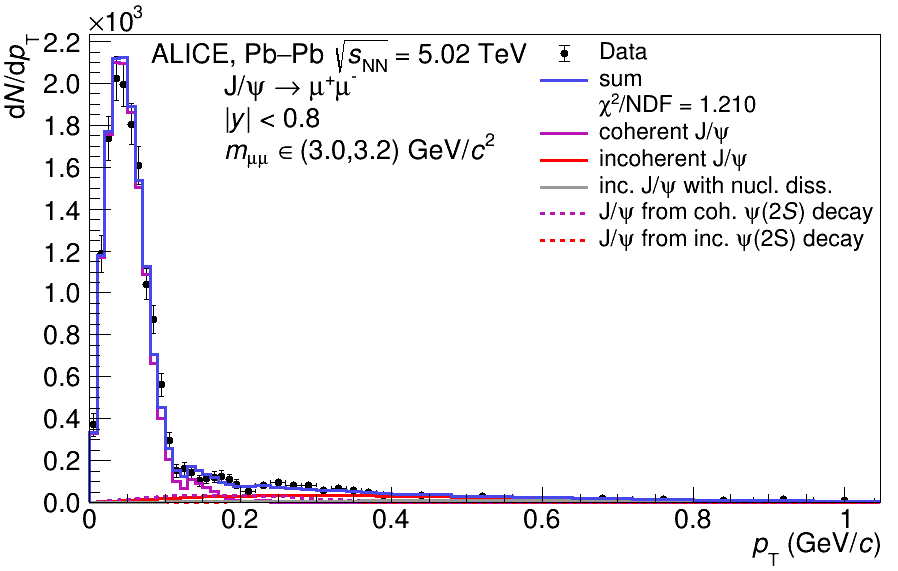 ×10³
dN/dp_T
2.2
2.0
1.8
1.6
1.4
1.2
1.0
0.8
0.6
0.4
0.2
0.0
ALICE, Pb–Pb √s_NN = 5.02 TeV
J/ψ → μ⁺μ⁻
|y| < 0.8
m_μμ ∈ (3.0,3.2) GeV/c²
Data
sum
χ²/NDF = 1.210
coherent J/ψ
incoherent J/ψ
inc. J/ψ with nucl. diss.
J/ψ from coh. ψ(2S) decay
J/ψ from inc. ψ(2S) decay
0 0.2 0.4 0.6 0.8 1
p_T (GeV/c)